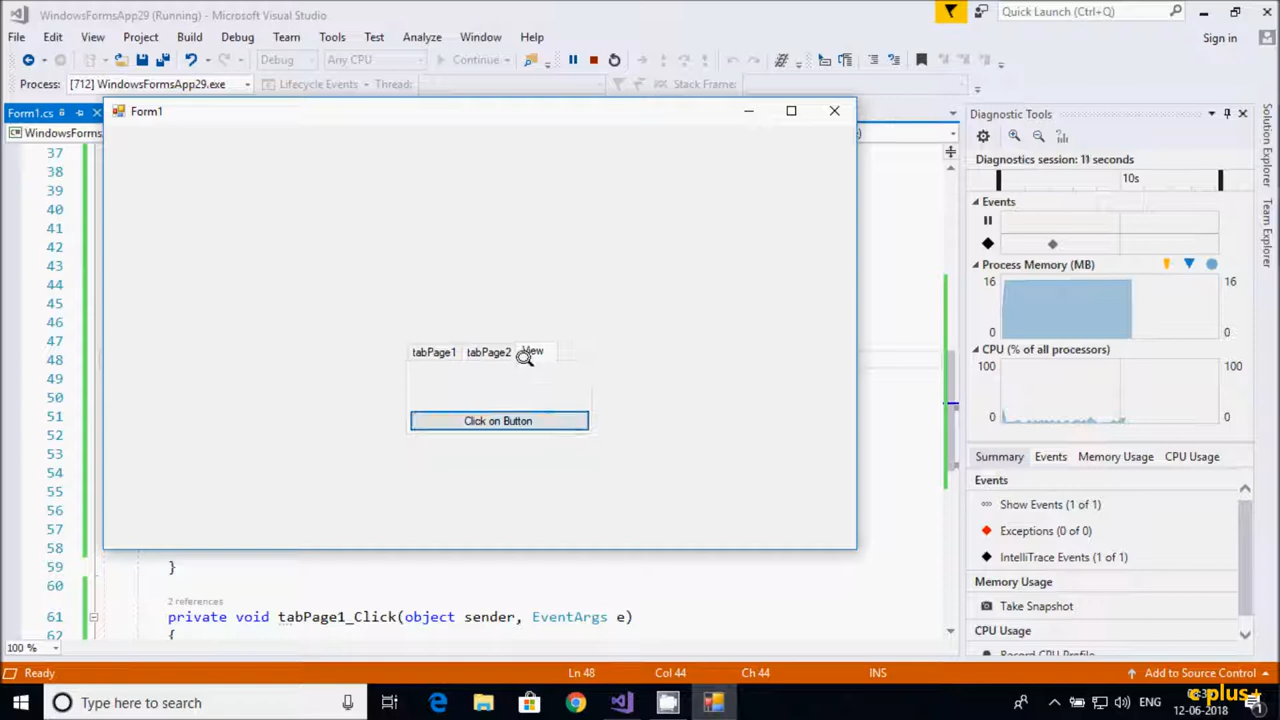 WindowsFormsApp29 (Running) - Microsoft Visual Studio
Quick Launch (Ctrl+Q)
File Edit View Project Build Debug Team Tools Test Analyze Window Help
Sign in
Debug Any CPU Continue
Process: [712] WindowsFormsApp29.exe Lifecycle Events Thread: Stack Frame:
Form1.cs
Form1
Diagnostic Tools
WindowsForms
Solution Explorer
Team Explorer
Diagnostics session: 11 seconds
10s
Events
Process Memory (MB)
16 16
0 0
CPU (% of all processors)
100 100
0 0
Summary Events Memory Usage CPU Usage
Events
Show Events (1 of 1)
Exceptions (0 of 0)
IntelliTrace Events (1 of 1)
Memory Usage
Take Snapshot
CPU Usage
Record CPU Profile
tabPage1 tabPage2 View
Click on Button
37
38
39
40
41
42
43
44
45
46
47
48
49
50
51
52
53
54
55
56
57
58
59 }
60
2 references
61 private void tabPage1_Click(object sender, EventArgs e)
62 {
100 %
Ready Ln 48 Col 44 Ch 44 INS Add to Source Control
Type here to search
ENG
12-06-2018
c plus+
1